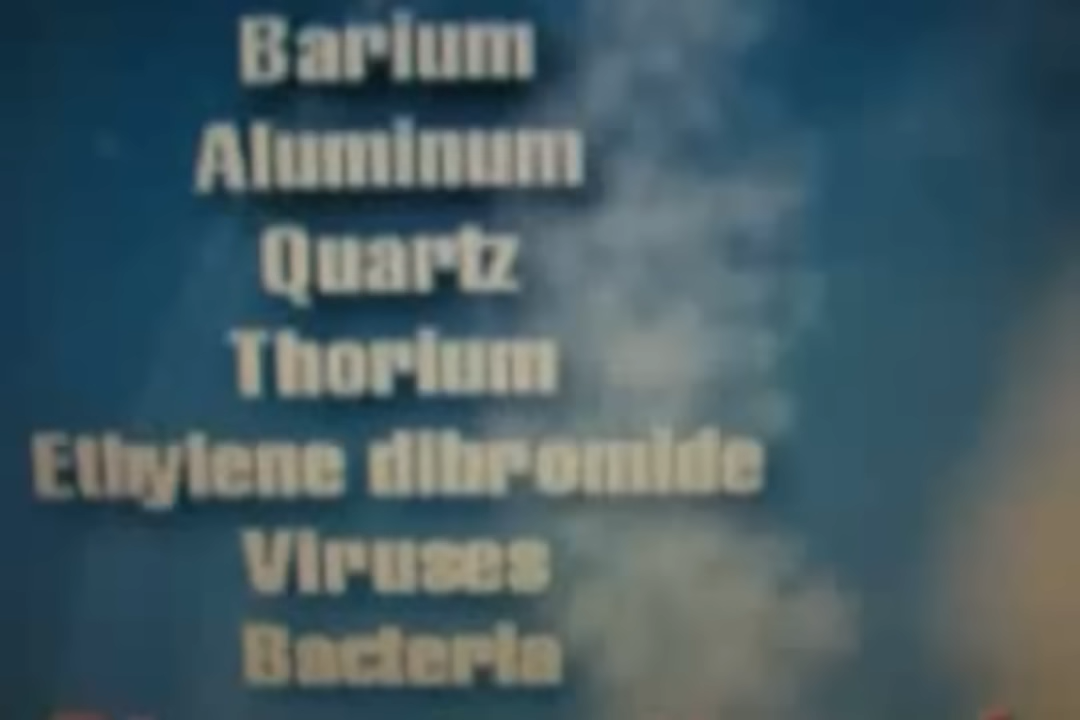 Barium
Aluminum
Quartz
Thorium
Ethylene dibromide
Viruses
Bacteria